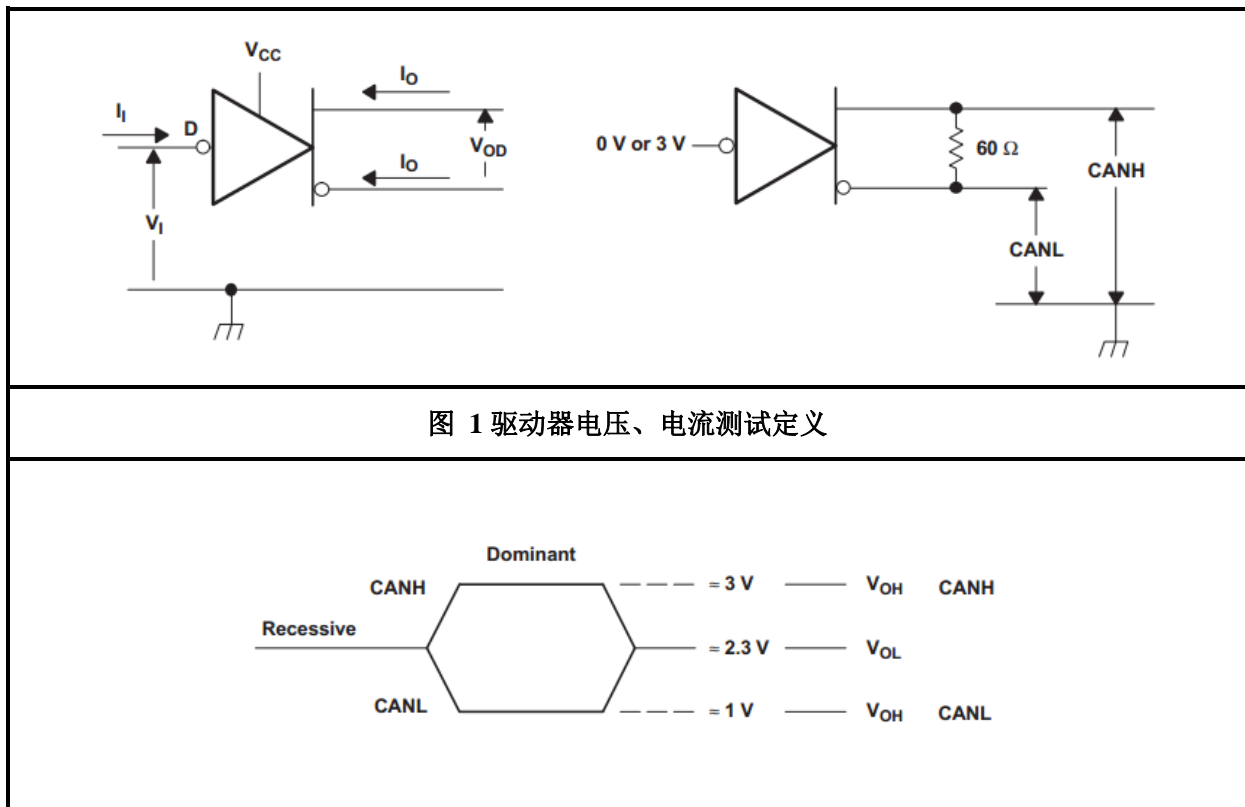 VCC
IO
II
D
VOD
IO
VI
0 V or 3 V
60 Ω
CANH
CANL
图 1 驱动器电压、电流测试定义
Dominant
CANH
≈ 3 V
VOH
CANH
Recessive
≈ 2.3 V
VOL
CANL
≈ 1 V
VOH
CANL